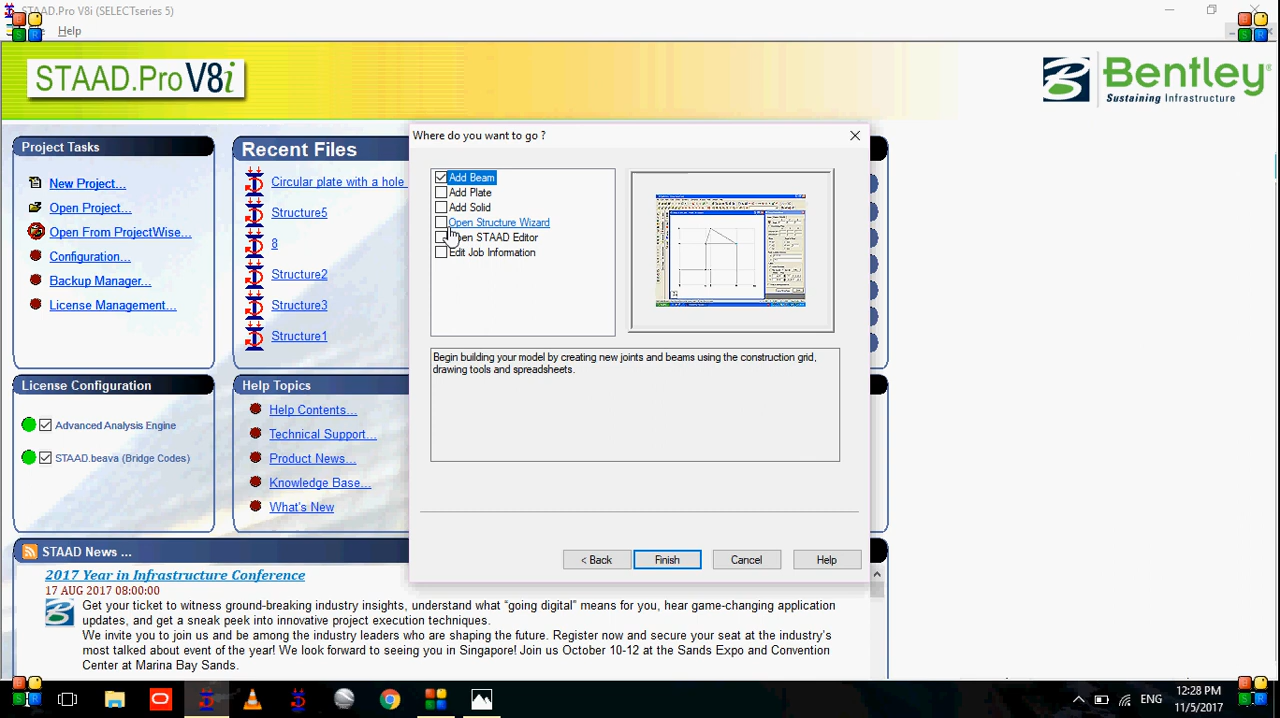 STAAD.Pro V8i (SELECTseries 5)
Help
STAAD.Pro V8i
Bentley®
Sustaining Infrastructure
Where do you want to go ?
Add Beam
Add Plate
Add Solid
Open Structure Wizard
STAAD Editor
Edit Job Information
Begin building your model by creating new joints and beams using the construction grid,
drawing tools and spreadsheets.
< Back
Finish
Cancel
Help
Project Tasks
New Project...
Open Project...
Open From ProjectWise...
Configuration...
Backup Manager...
License Management...
Recent Files
Circular plate with a hole
Structure5
8
Structure2
Structure3
Structure1
License Configuration
Advanced Analysis Engine
STAAD.beava (Bridge Codes)
Help Topics
Help Contents...
Technical Support...
Product News...
Knowledge Base...
What's New
STAAD News ...
2017 Year in Infrastructure Conference
17 AUG 2017 08:00:00
Get your ticket to witness ground-breaking industry insights, understand what “going digital” means for you, hear game-changing application
updates, and get a sneak peek into innovative project execution techniques.
We invite you to join us and be among the industry leaders who are shaping the future. Register now and secure your seat at the industry’s
most talked about event of the year! We look forward to seeing you in Singapore! Join us October 10-12 at the Sands Expo and Convention
Center at Marina Bay Sands.
ENG
12:28 PM
11/5/2017